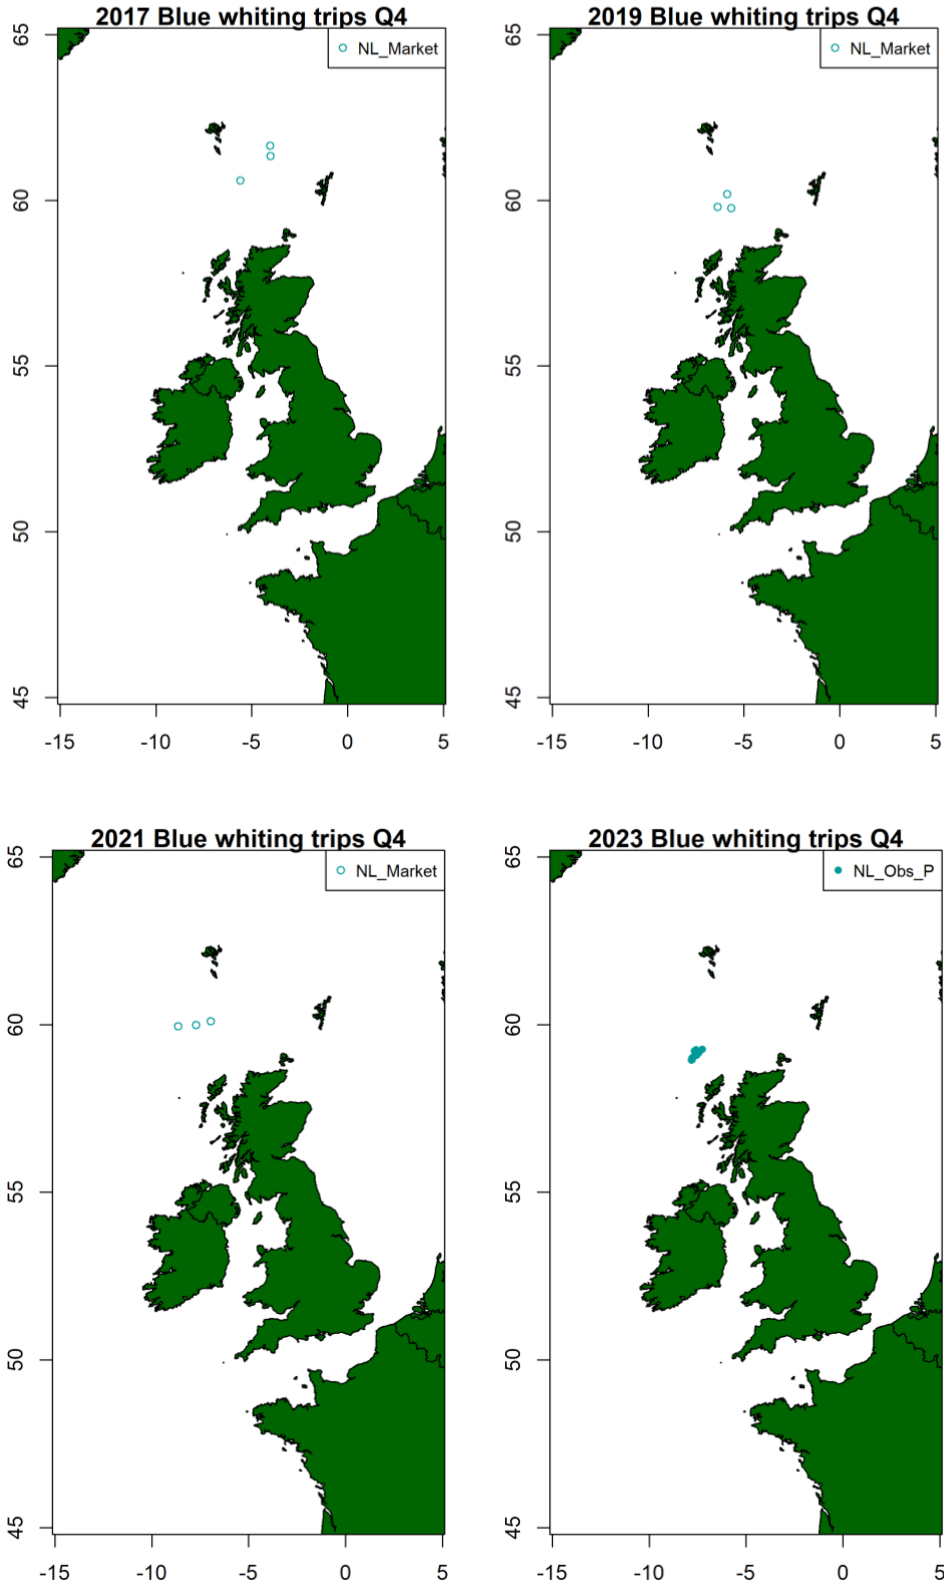 2017 Blue whiting trips Q4
NL_Market
65
60
55
50
45
-15 -10 -5 0 5
2019 Blue whiting trips Q4
NL_Market
65
60
55
50
45
-15 -10 -5 0 5
2021 Blue whiting trips Q4
NL_Market
65
60
55
50
45
-15 -10 -5 0 5
2023 Blue whiting trips Q4
NL_Obs_P
65
60
55
50
45
-15 -10 -5 0 5